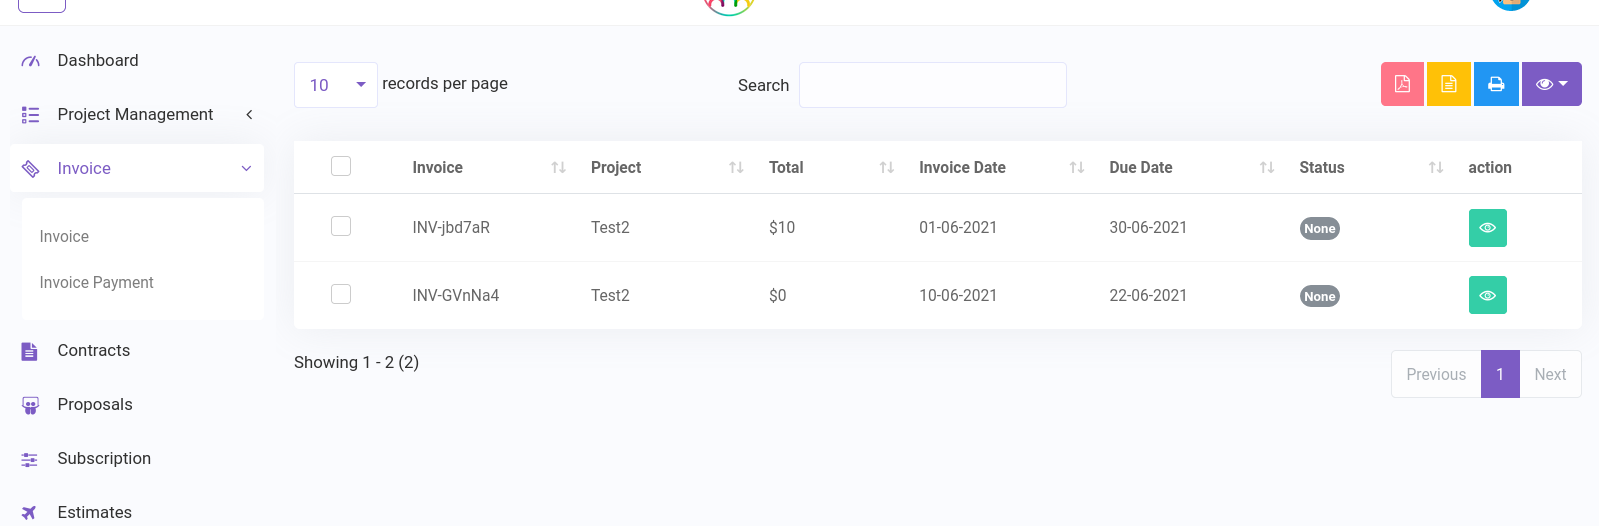 Dashboard
Project Management
Invoice
Invoice
Invoice Payment
Contracts
Proposals
Subscription
Estimates
10 records per page
Search
Invoice Project Total Invoice Date Due Date Status action
INV-jbd7aR Test2 $10 01-06-2021 30-06-2021 None
INV-GVnNa4 Test2 $0 10-06-2021 22-06-2021 None
Showing 1 - 2 (2)
Previous 1 Next